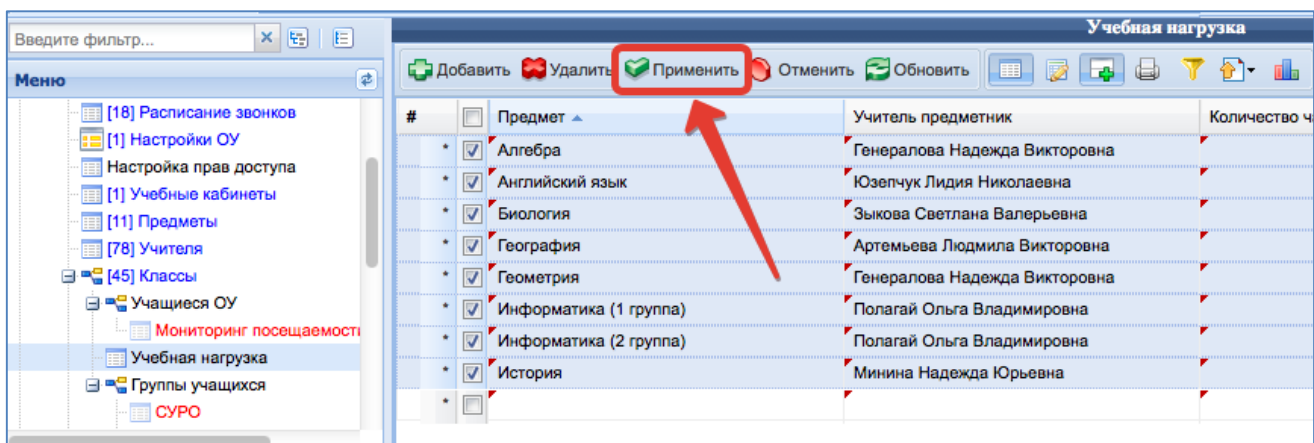 Введите фильтр...
Меню
[18] Расписание звонков
[1] Настройки ОУ
Настройка прав доступа
[1] Учебные кабинеты
[11] Предметы
[78] Учителя
[45] Классы
Учащиеся ОУ
Мониторинг посещаемости
Учебная нагрузка
Группы учащихся
СУРО
Учебная нагрузка
Добавить Удалить Применить Отменить Обновить
# Предмет Учитель предметник Количество ч
* Алгебра Генералова Надежда Викторовна
* Английский язык Юзепчук Лидия Николаевна
* Биология Зыкова Светлана Валерьевна
* География Артемьева Людмила Викторовна
* Геометрия Генералова Надежда Викторовна
* Информатика (1 группа) Полагай Ольга Владимировна
* Информатика (2 группа) Полагай Ольга Владимировна
* История Минина Надежда Юрьевна
*